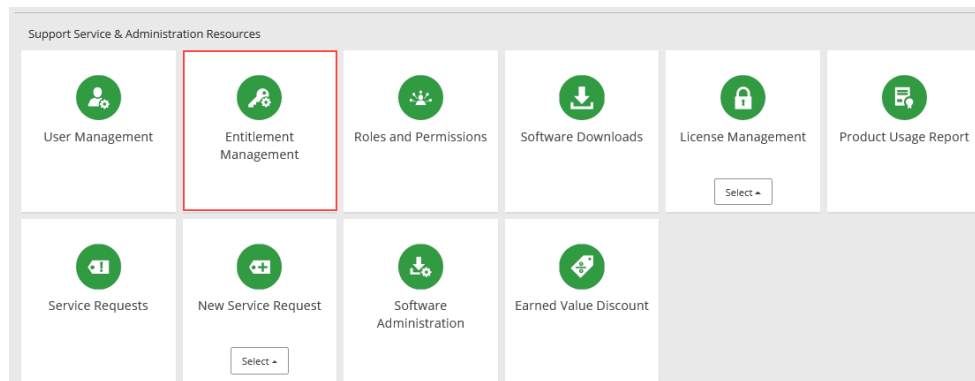 Support Service & Administration Resources
User Management
Entitlement
Management
Roles and Permissions
Software Downloads
License Management
Select
Product Usage Report
Service Requests
New Service Request
Select
Software
Administration
Earned Value Discount